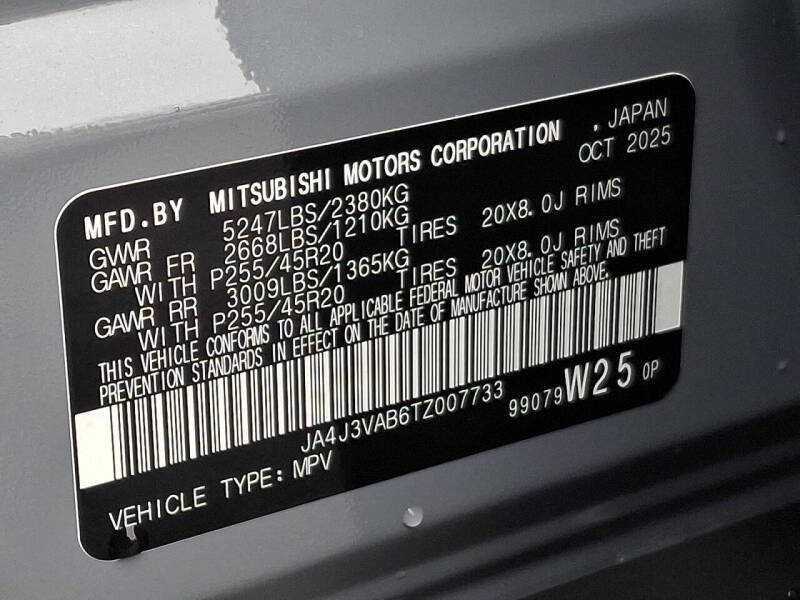 MFD.BY MITSUBISHI MOTORS CORPORATION , JAPAN
OCT 2025
GVWR 5247LBS/2380KG
GAWR FR 2668LBS/1210KG
WITH P255/45R20 TIRES 20X8.0J RIMS
GAWR RR 3009LBS/1365KG
WITH P255/45R20 TIRES 20X8.0J RIMS
THIS VEHICLE CONFORMS TO ALL APPLICABLE FEDERAL MOTOR VEHICLE SAFETY AND THEFT
PREVENTION STANDARDS IN EFFECT ON THE DATE OF MANUFACTURE SHOWN ABOVE.
JA4J3VAB6TZ007733
99079 W25 0P
VEHICLE TYPE: MPV